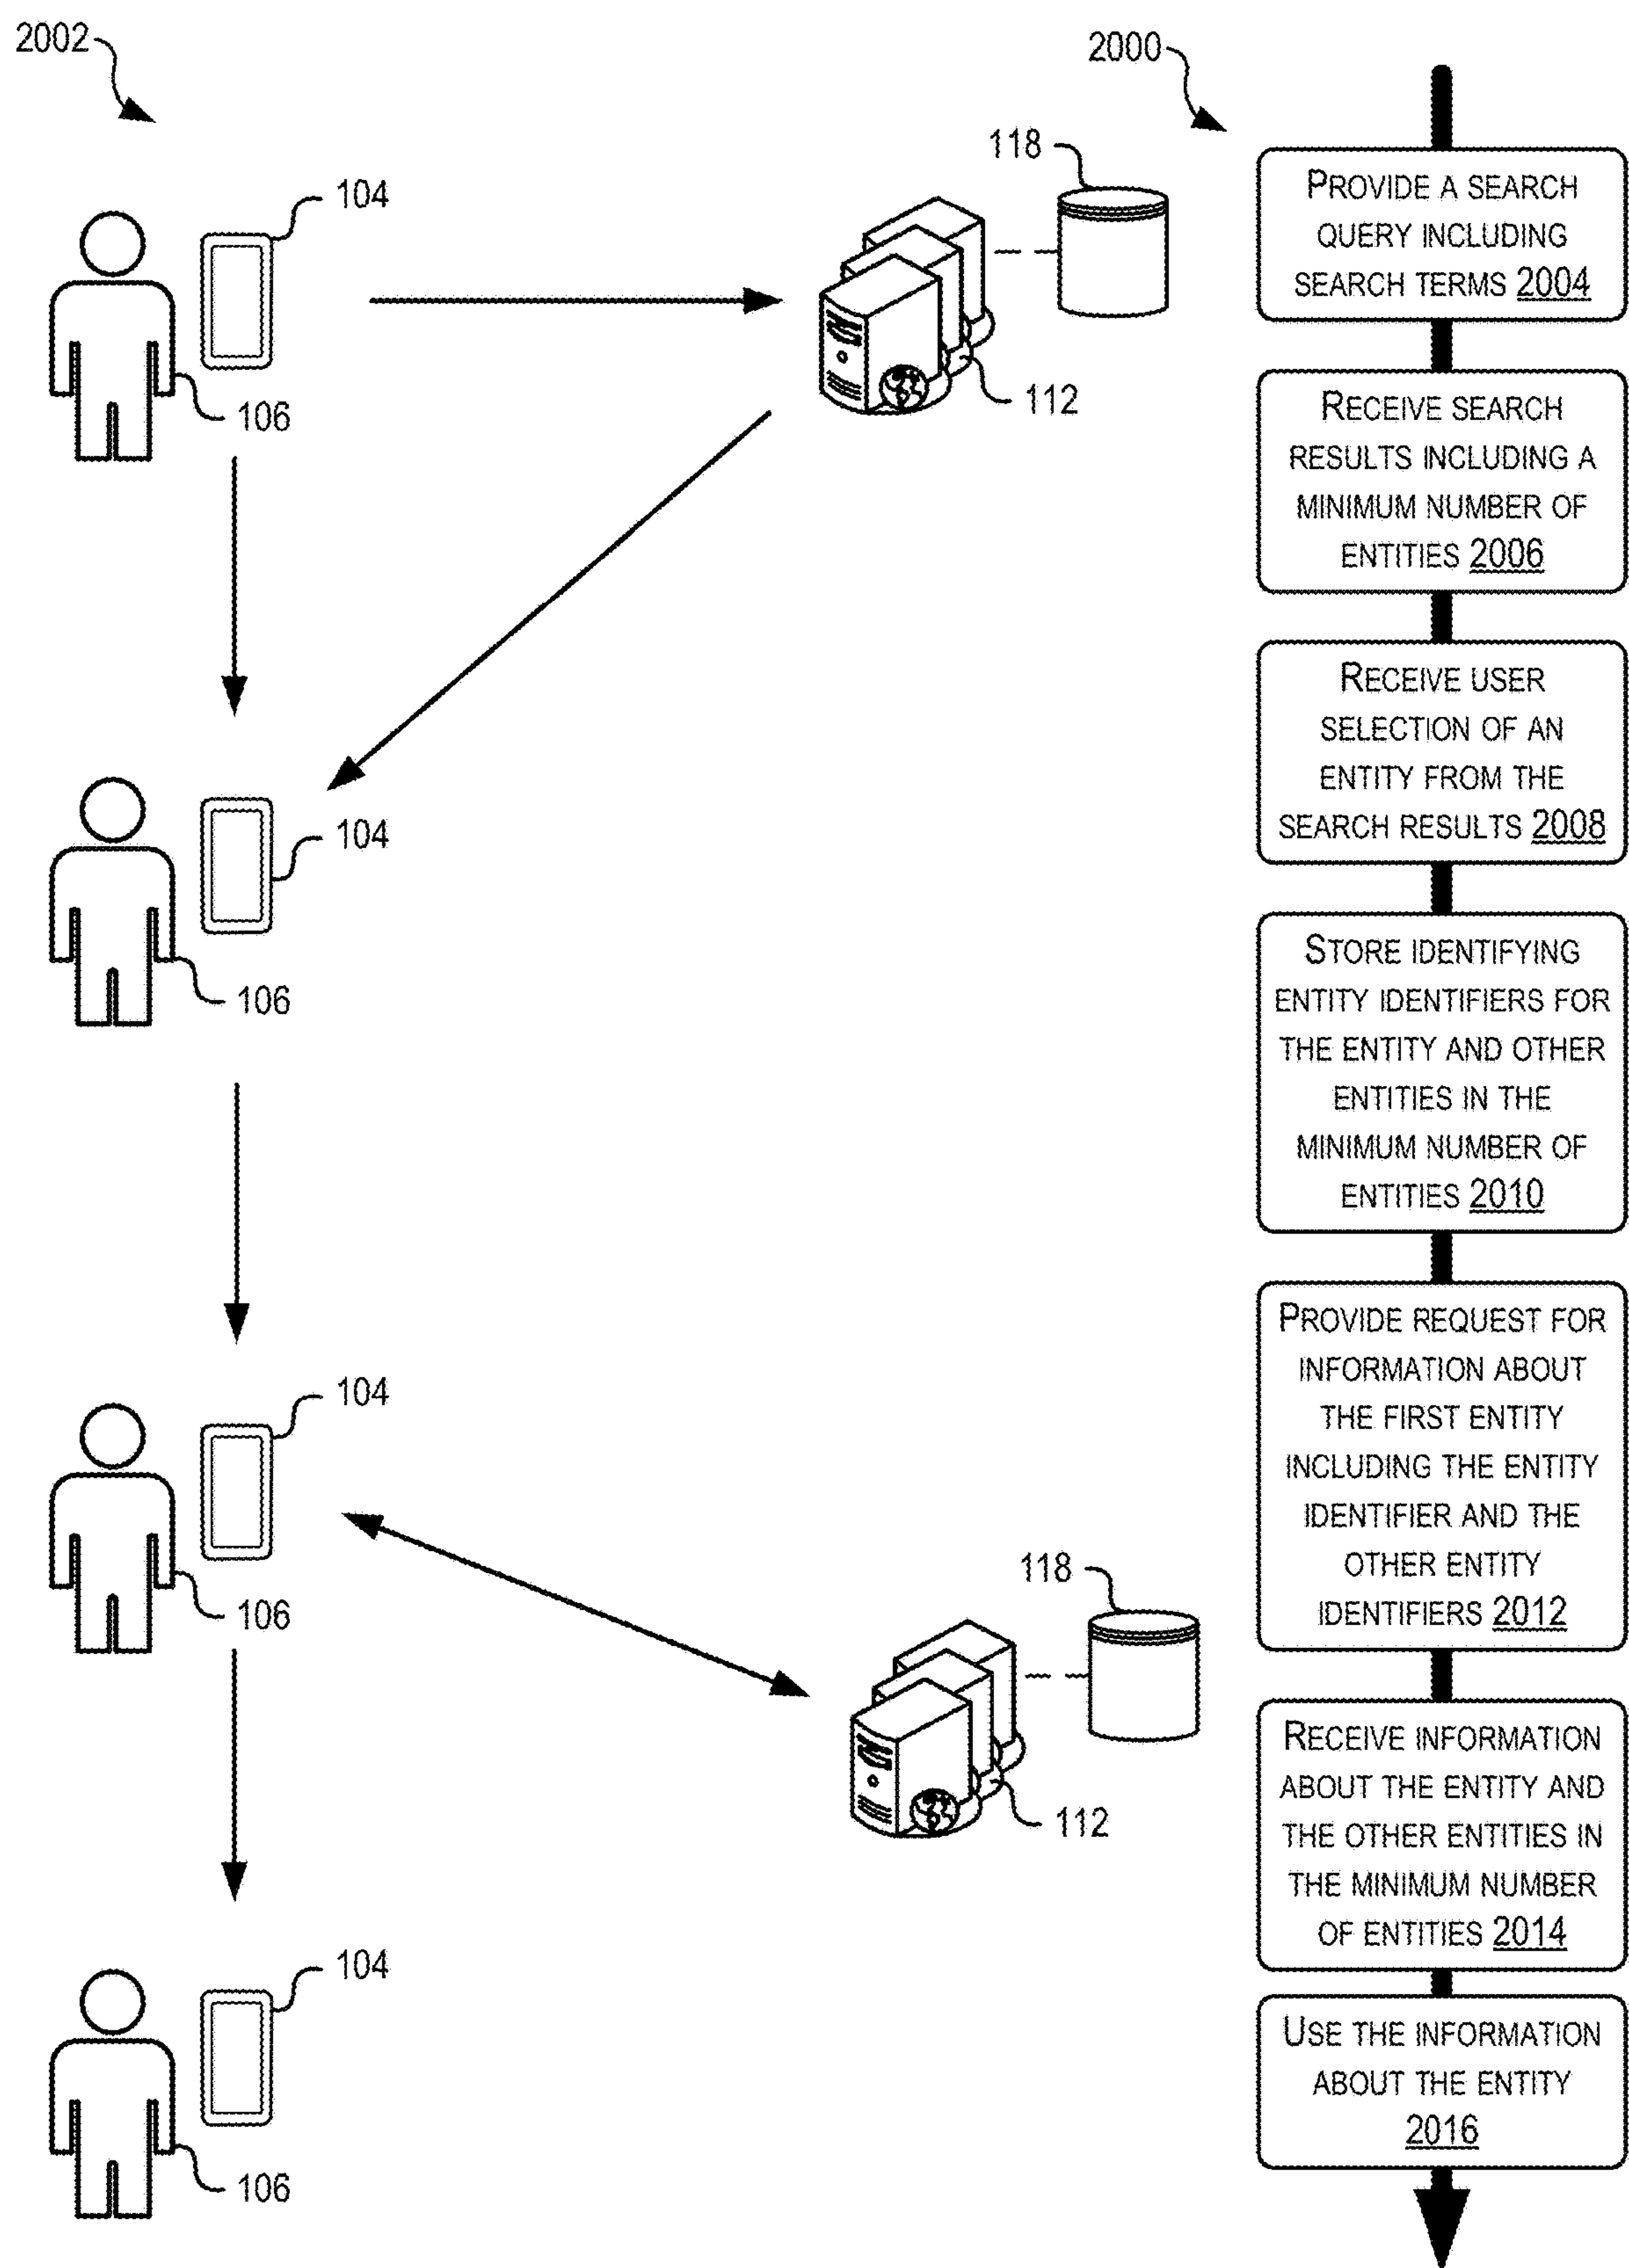 2002
2000
118
104
112
106
104
106
104
118
106
112
104
106
PROVIDE A SEARCH
QUERY INCLUDING
SEARCH TERMS 2004
RECEIVE SEARCH
RESULTS INCLUDING A
MINIMUM NUMBER OF
ENTITIES 2006
RECEIVE USER
SELECTION OF AN
ENTITY FROM THE
SEARCH RESULTS 2008
STORE IDENTIFYING
ENTITY IDENTIFIERS FOR
THE ENTITY AND OTHER
ENTITIES IN THE
MINIMUM NUMBER OF
ENTITIES 2010
PROVIDE REQUEST FOR
INFORMATION ABOUT
THE FIRST ENTITY
INCLUDING THE ENTITY
IDENTIFIER AND THE
OTHER ENTITY
IDENTIFIERS 2012
RECEIVE INFORMATION
ABOUT THE ENTITY AND
THE OTHER ENTITIES IN
THE MINIMUM NUMBER
OF ENTITIES 2014
USE THE INFORMATION
ABOUT THE ENTITY
2016